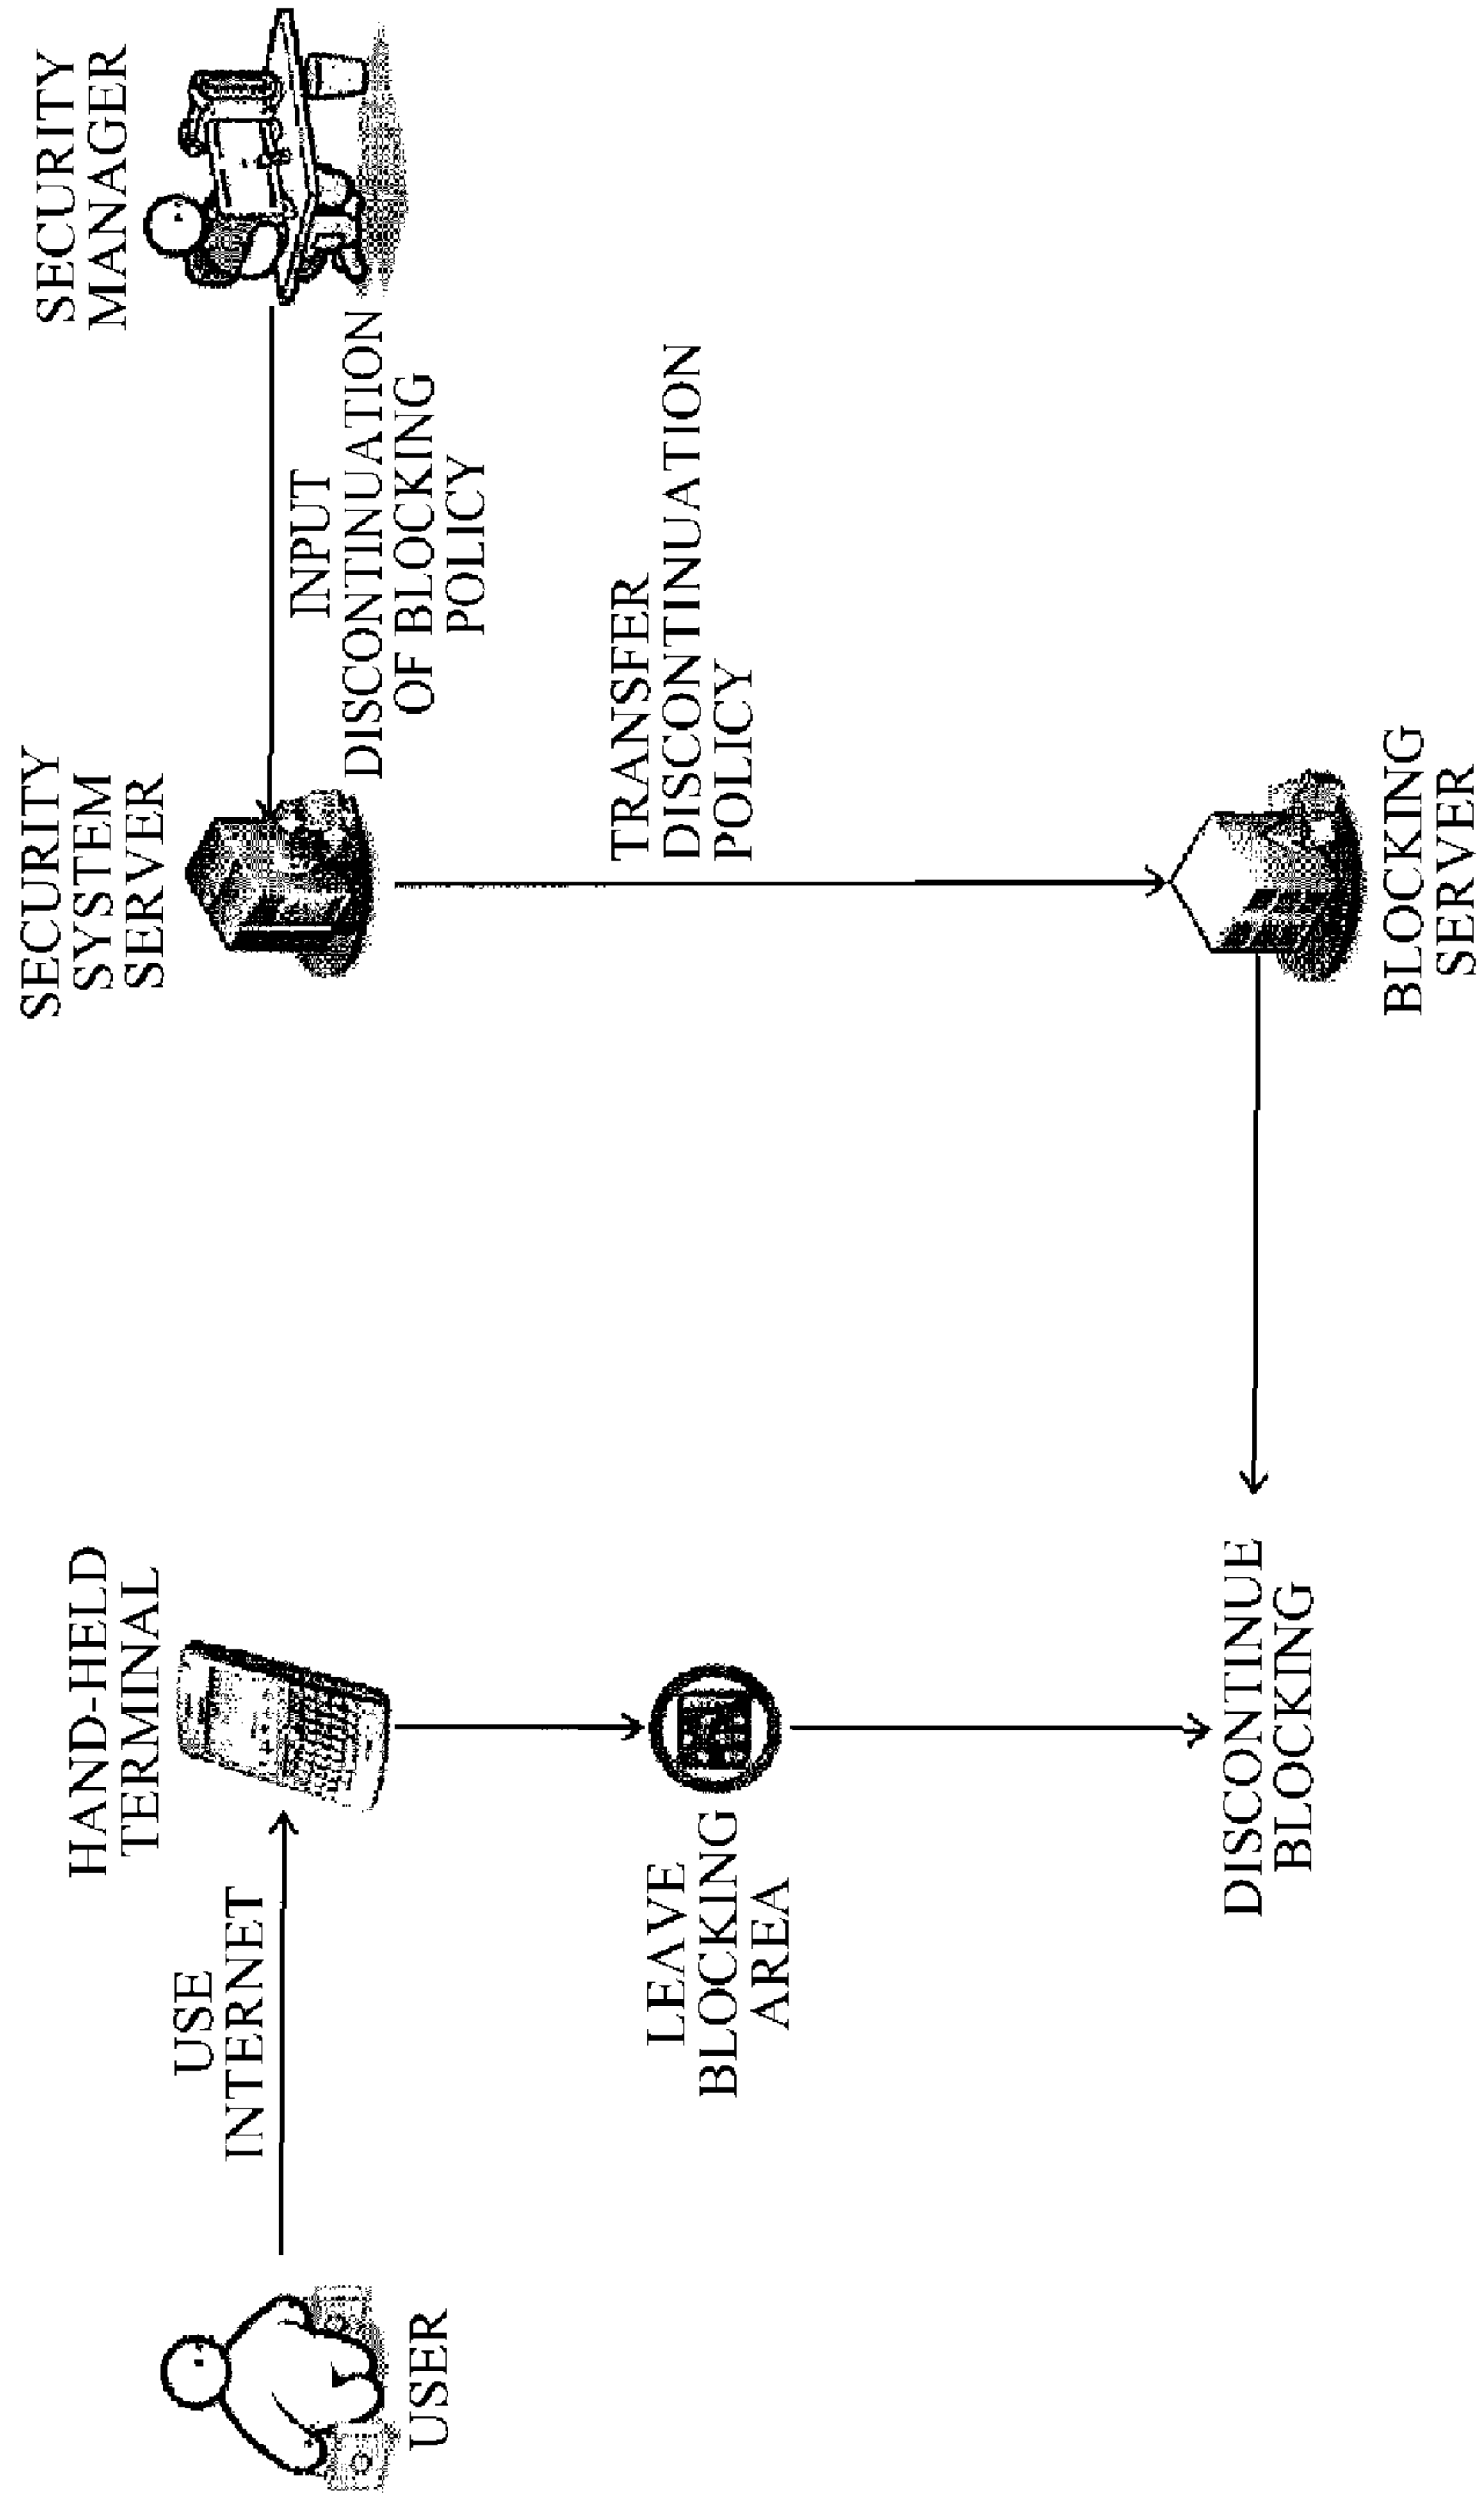 USER
USE
INTERNET
HAND-HELD
TERMINAL
LEAVE
BLOCKING
AREA
DISCONTINUE
BLOCKING
SECURITY
SYSTEM
SERVER
INPUT
DISCONTINUATION
OF BLOCKING
POLICY
SECURITY
MANAGER
TRANSFER
DISCONTINUATION
POLICY
BLOCKING
SERVER